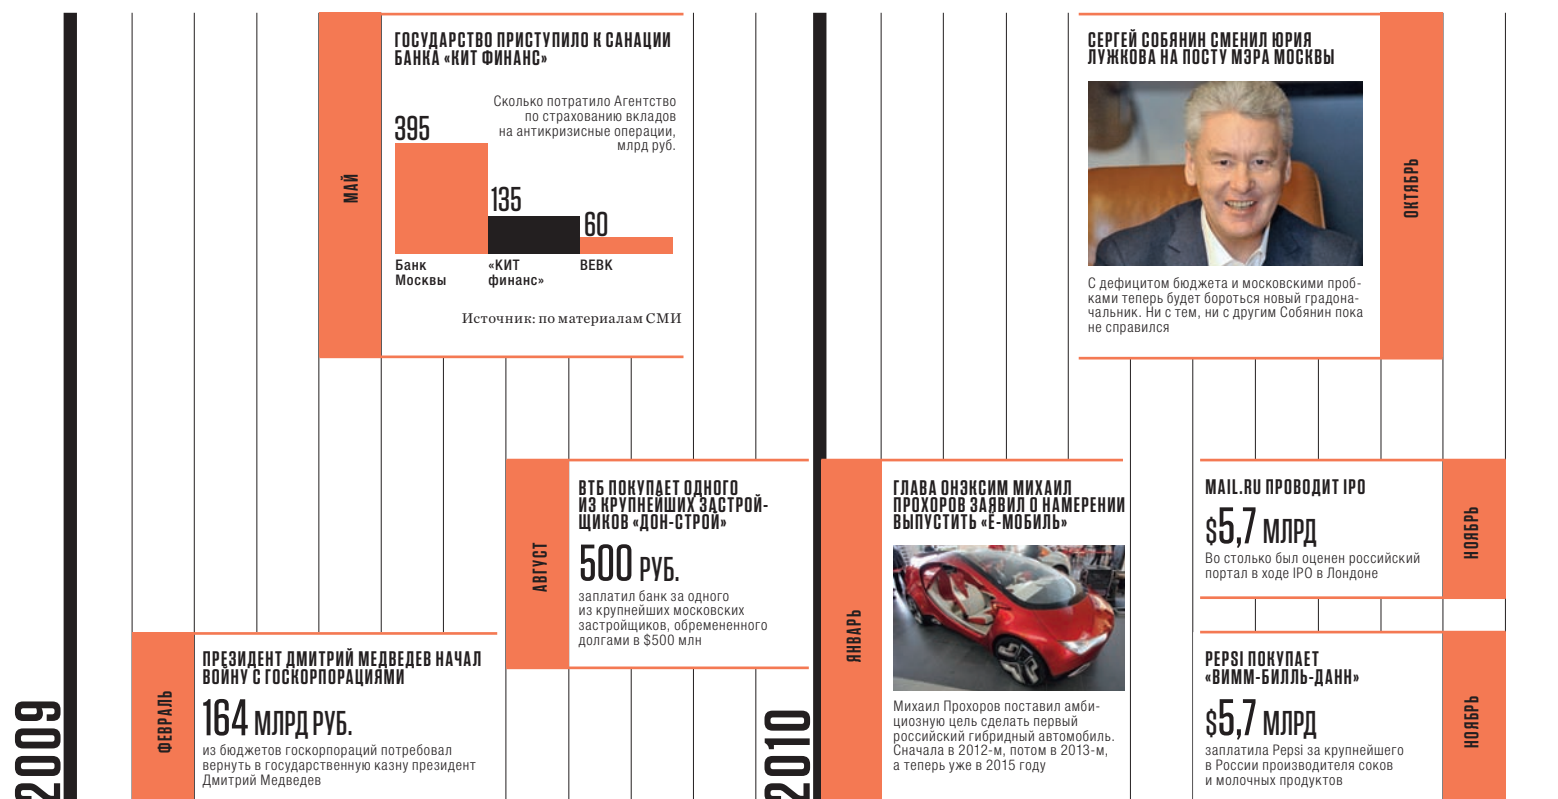 2009
МАЙ
ГОСУДАРСТВО ПРИСТУПИЛО К САНАЦИИ
БАНКА «КИТ ФИНАНС»
Сколько потратило Агентство
по страхованию вкладов
на антикризисные операции,
млрд руб.
395
135
60
Банк
Москвы
«КИТ
финанс»
ВЕВК
Источник: по материалам СМИ
АВГУСТ
ВТБ ПОКУПАЕТ ОДНОГО
ИЗ КРУПНЕЙШИХ ЗАСТРОЙ-
ЩИКОВ «ДОН-СТРОЙ»
500 РУБ.
заплатил банк за одного
из крупнейших московских
застройщиков, обремененного
долгами в $500 млн
ФЕВРАЛЬ
ПРЕЗИДЕНТ ДМИТРИЙ МЕДВЕДЕВ НАЧАЛ
ВОЙНУ С ГОСКОРПОРАЦИЯМИ
164 МЛРД РУБ.
из бюджетов госкорпораций потребовал
вернуть в государственную казну президент
Дмитрий Медведев
2010
СЕРГЕЙ СОБЯНИН СМЕНИЛ ЮРИЯ
ЛУЖКОВА НА ПОСТУ МЭРА МОСКВЫ
С дефицитом бюджета и московскими проб-
ками теперь будет бороться новый градона-
чальник. Ни с тем, ни с другим Собянин пока
не справился
ОКТЯБРЬ
ЯНВАРЬ
ГЛАВА ОНЭКСИМ МИХАИЛ
ПРОХОРОВ ЗАЯВИЛ О НАМЕРЕНИИ
ВЫПУСТИТЬ «Ё-МОБИЛЬ»
Михаил Прохоров поставил амби-
циозную цель сделать первый
российский гибридный автомобиль.
Сначала в 2012-м, потом в 2013-м,
а теперь уже в 2015 году
MAIL.RU ПРОВОДИТ IPO
$5,7 МЛРД
Во столько был оценен российский
портал в ходе IPO в Лондоне
НОЯБРЬ
PEPSI ПОКУПАЕТ
«ВИММ-БИЛЛЬ-ДАНН»
$5,7 МЛРД
заплатила Pepsi за крупнейшего
в России производителя соков
и молочных продуктов
НОЯБРЬ